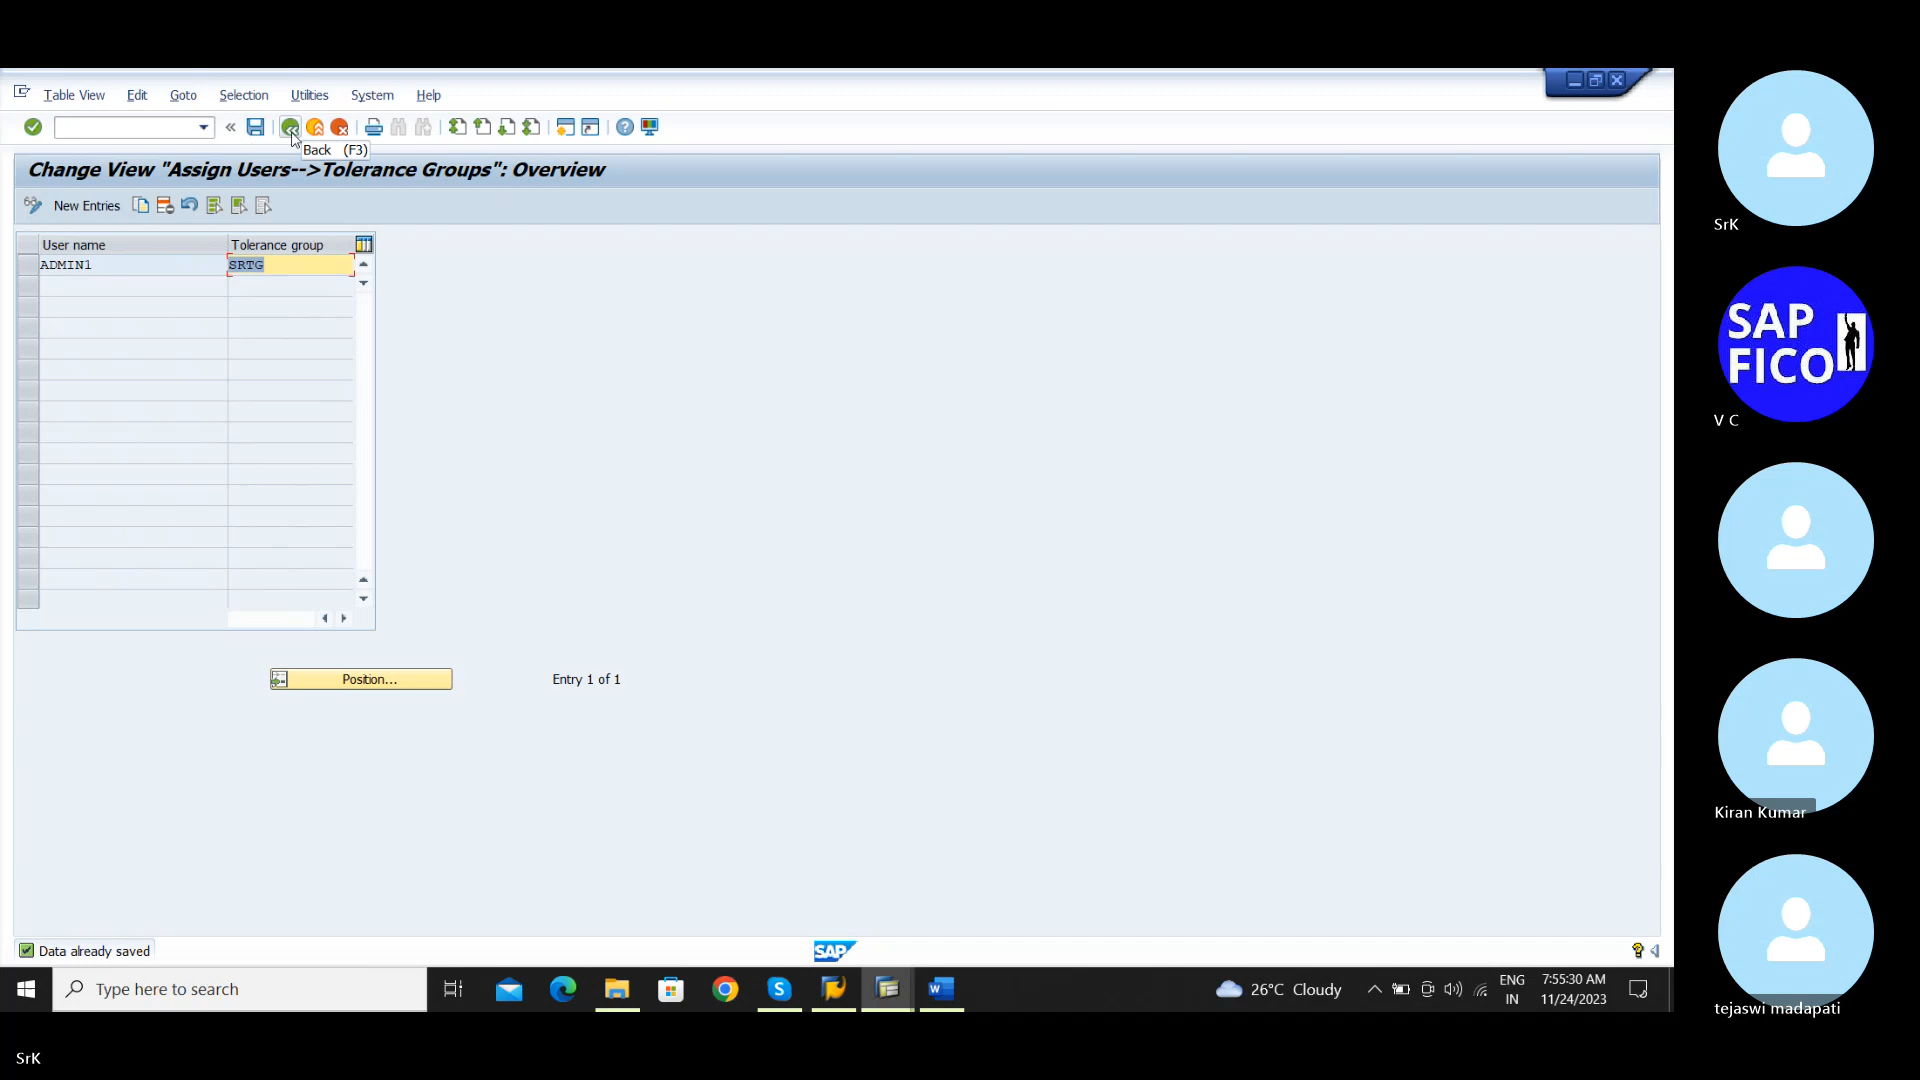 Table View Edit Goto Selection Utilities System Help
Back (F3)
Change View "Assign Users-->Tolerance Groups": Overview
New Entries
User name Tolerance group
ADMIN1 SRTG
Position... Entry 1 of 1
Data already saved
SAP
Type here to search
26°C Cloudy
ENG
IN
7:55:30 AM
11/24/2023
SrK
SAP
FICO
V C
Kiran Kumar
tejaswi madapati
SrK